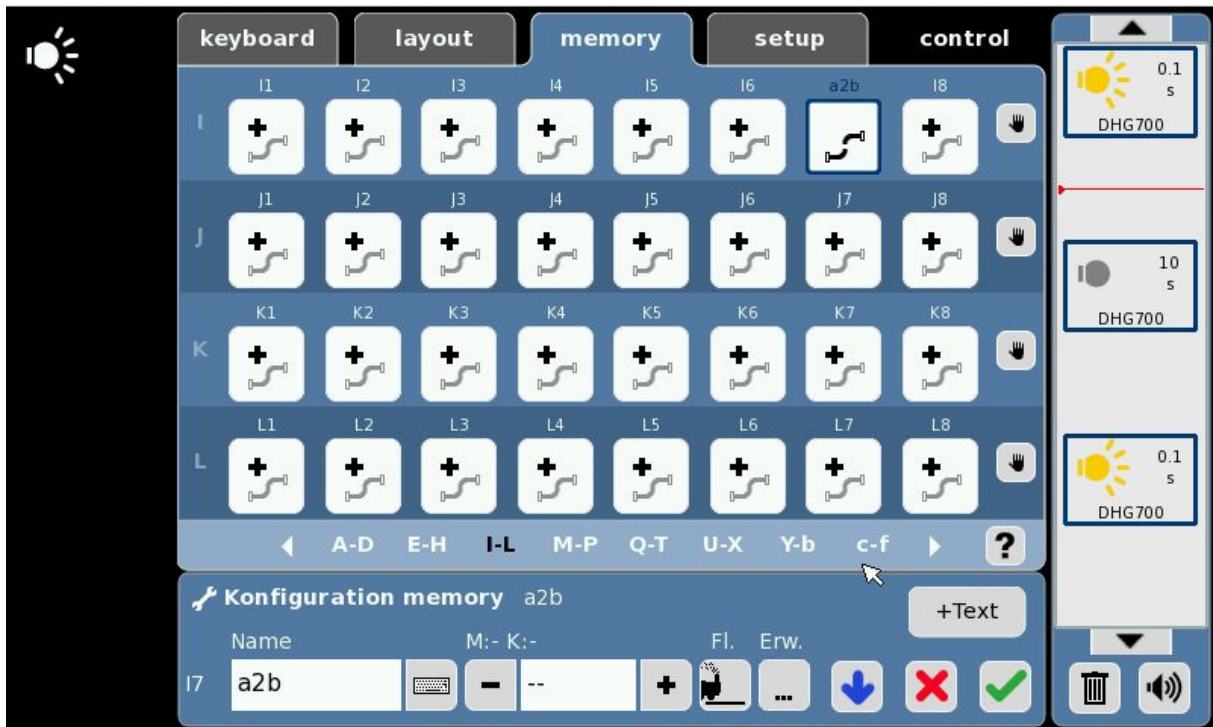 keyboard layout memory setup control
I1 I2 I3 I4 I5 I6 a2b I8
I
J1 J2 J3 J4 J5 J6 J7 J8
J
K1 K2 K3 K4 K5 K6 K7 K8
K
L1 L2 L3 L4 L5 L6 L7 L8
L
A-D E-H I-L M-P Q-T U-X Y-b c-f ?
Konfiguration memory a2b
+Text
Name M:- K:- Fl. Erw.
I7 a2b -- ...
0.1
s
DHG700
10
s
DHG700
0.1
s
DHG700